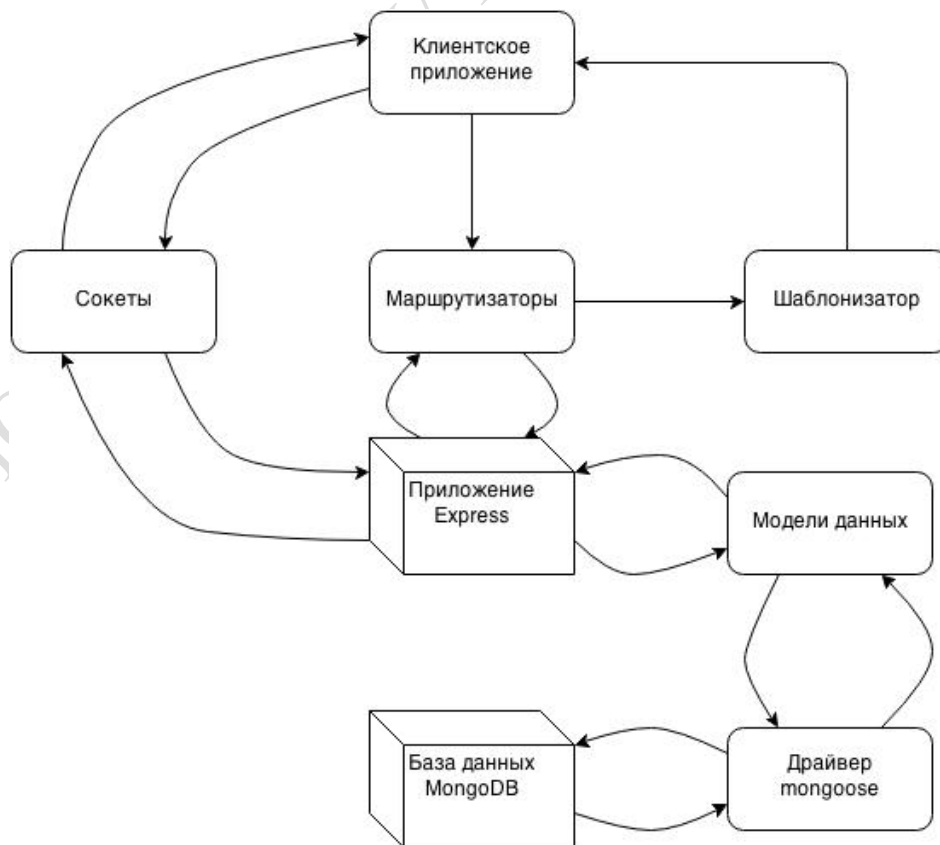 Клиентское
приложение
Сокеты
Маршрутизаторы
Шаблонизатор
Приложение
Express
Модели данных
База данных
MongoDB
Драйвер
mongoose